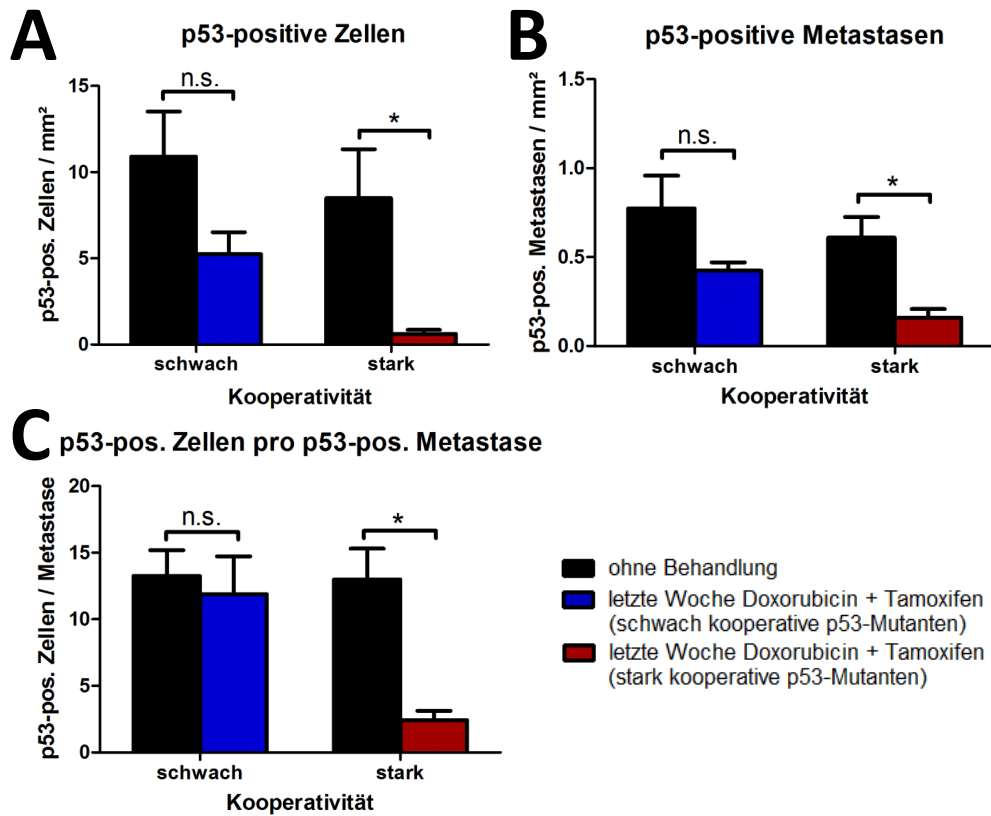 A
p53-positive Zellen
p53-pos. Zellen / mm²
15
10
5
0
n.s.
*
schwach
stark
Kooperativität
B
p53-positive Metastasen
p53-pos. Metastasen / mm²
1.5
1.0
0.5
0.0
n.s.
*
schwach
stark
Kooperativität
C
p53-pos. Zellen pro p53-pos. Metastase
p53-pos. Zellen / Metastase
20
15
10
5
0
n.s.
*
schwach
stark
Kooperativität
ohne Behandlung
letzte Woche Doxorubicin + Tamoxifen
(schwach kooperative p53-Mutanten)
letzte Woche Doxorubicin + Tamoxifen
(stark kooperative p53-Mutanten)